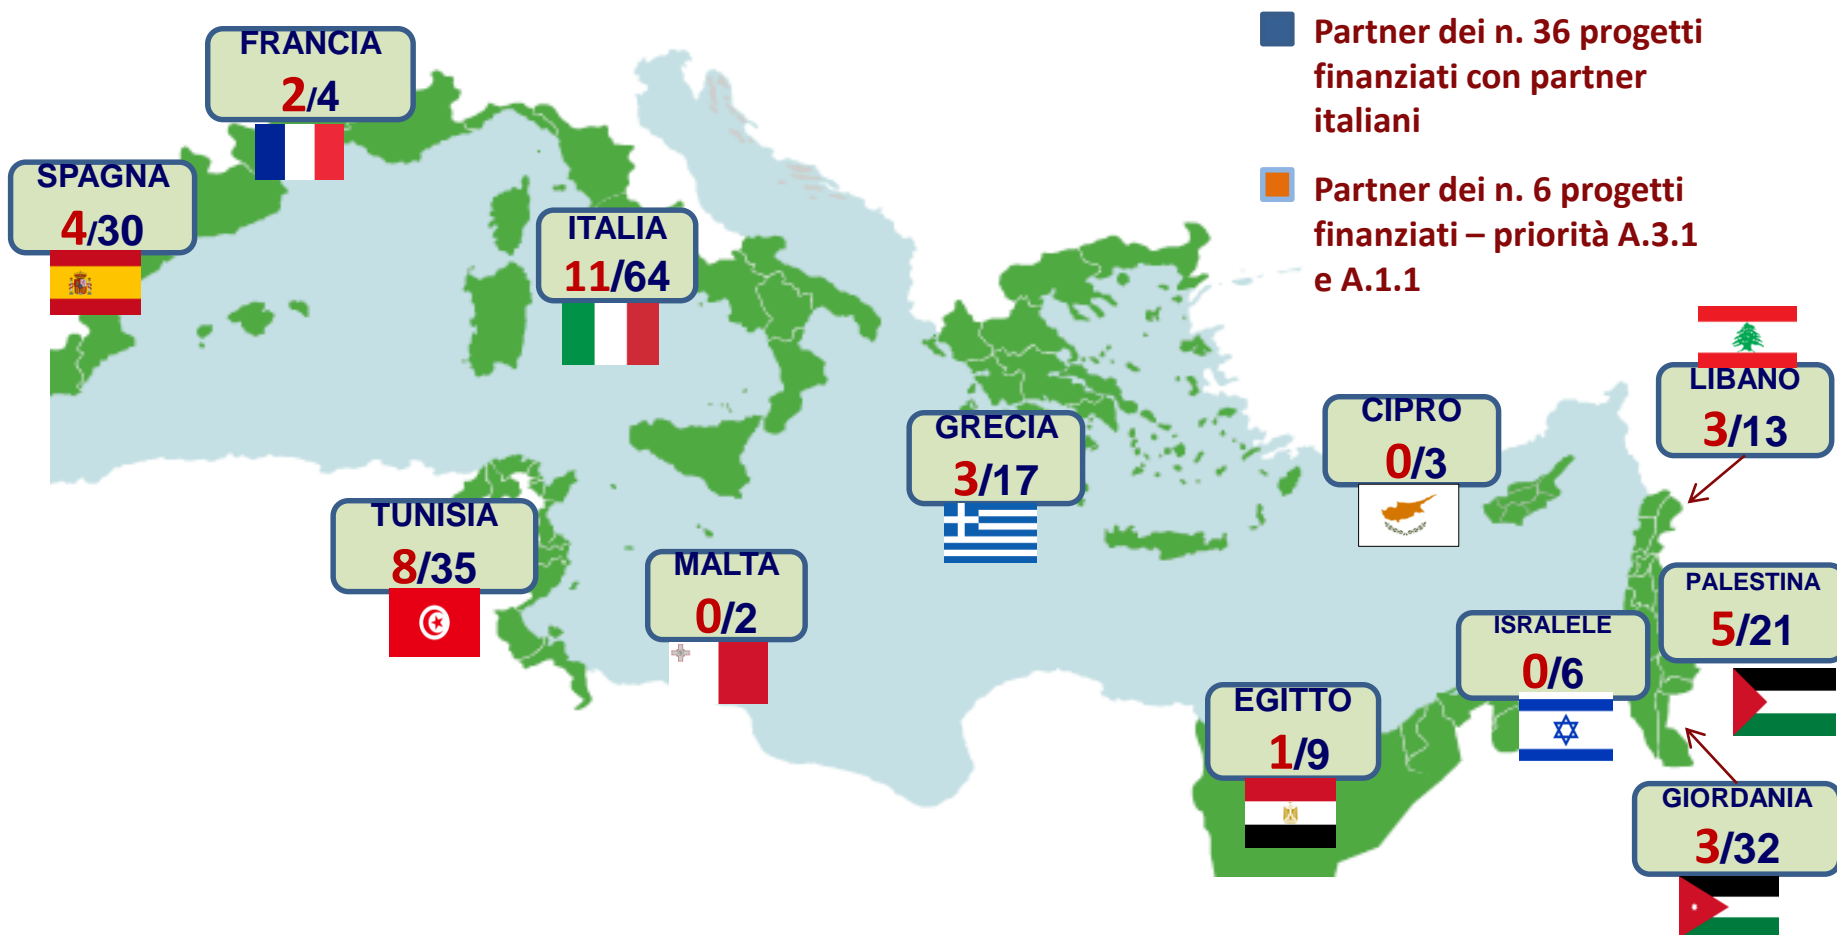 FRANCIA
2/4
SPAGNA
4/30
ITALIA
11/64
Partner dei n. 36 progetti
finanziati con partner
italiani
Partner dei n. 6 progetti
finanziati – priorità A.3.1
e A.1.1
LIBANO
3/13
CIPRO
0/3
GRECIA
3/17
TUNISIA
8/35
MALTA
0/2
PALESTINA
5/21
ISRALELE
0/6
EGITTO
1/9
GIORDANIA
3/32